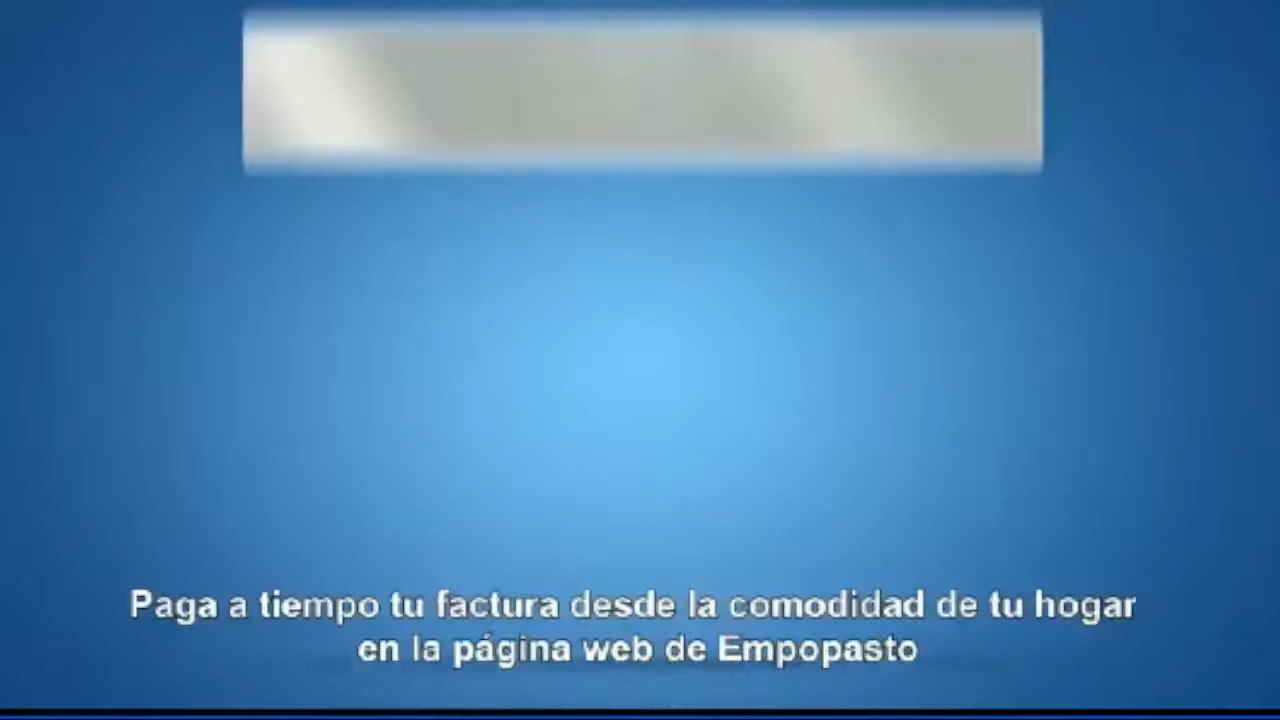 Paga a tiempo tu factura desde la comodidad de tu hogar
en la página web de Empopasto